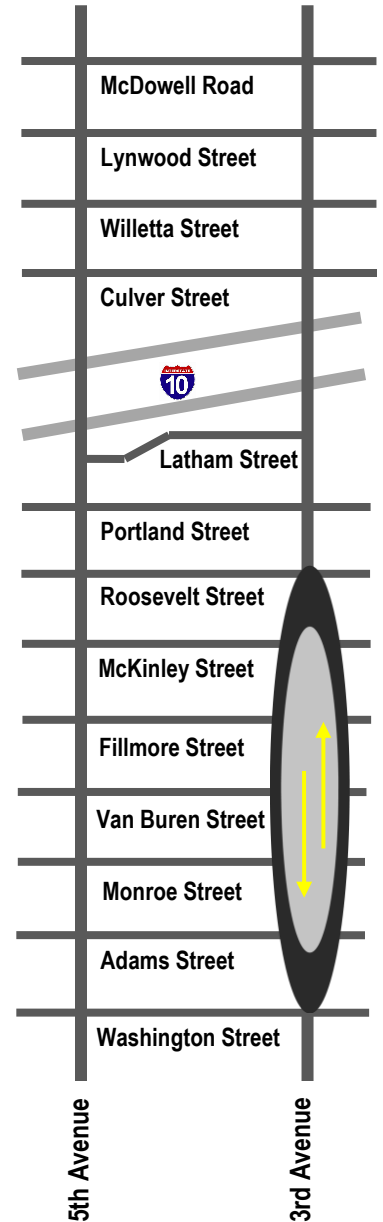 McDowell Road
Lynwood Street
Willetta Street
Culver Street
INTERSTATE
10
Latham Street
Portland Street
Roosevelt Street
McKinley Street
Fillmore Street
Van Buren Street
Monroe Street
Adams Street
Washington Street
5th Avenue
3rd Avenue